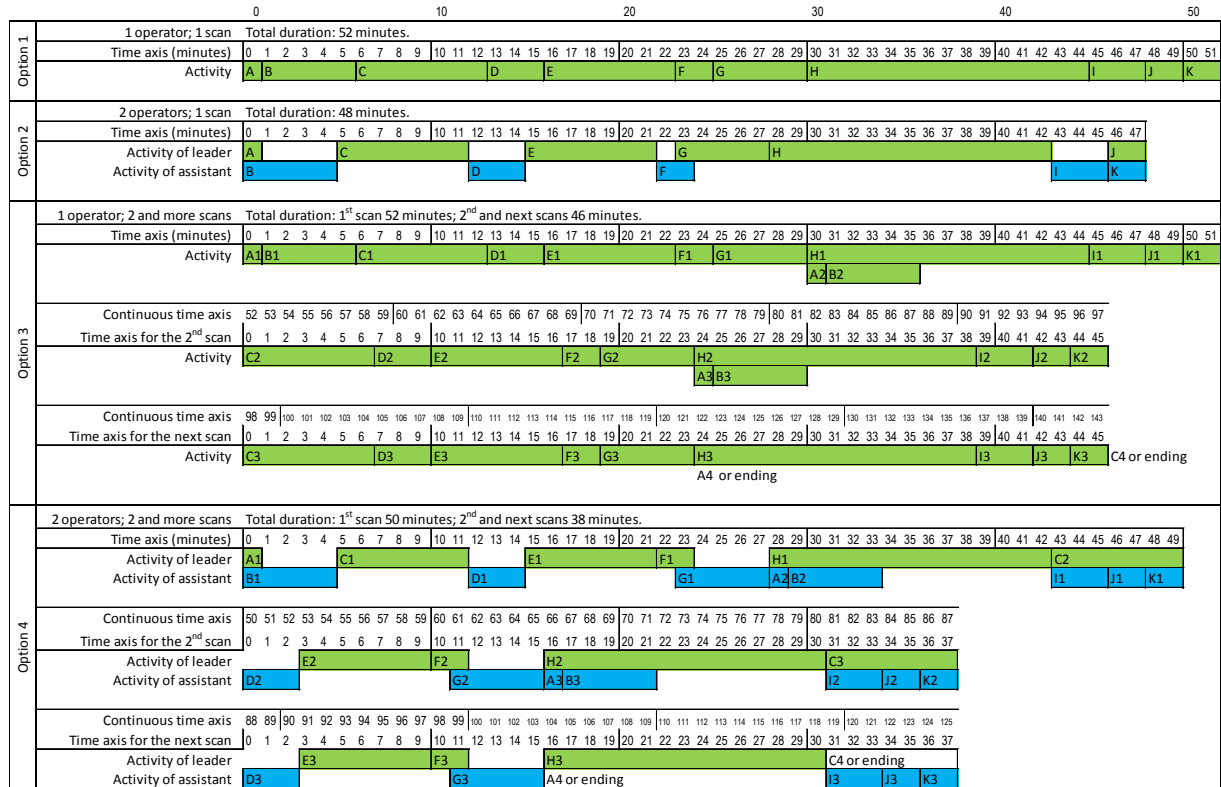 0 10 20 30 40 50
Option 1
1 operator; 1 scan Total duration: 52 minutes.
Time axis (minutes) 0 1 2 3 4 5 6 7 8 9 10 11 12 13 14 15 16 17 18 19 20 21 22 23 24 25 26 27 28 29 30 31 32 33 34 35 36 37 38 39 40 41 42 43 44 45 46 47 48 49 50 51
Activity A B C D E F G H I J K
Option 2
2 operators; 1 scan Total duration: 48 minutes.
Time axis (minutes) 0 1 2 3 4 5 6 7 8 9 10 11 12 13 14 15 16 17 18 19 20 21 22 23 24 25 26 27 28 29 30 31 32 33 34 35 36 37 38 39 40 41 42 43 44 45 46 47
Activity of leader A C E G H J
Activity of assistant B D F I K
Option 3
1 operator; 2 and more scans Total duration: 1st scan 52 minutes; 2nd and next scans 46 minutes.
Time axis (minutes) 0 1 2 3 4 5 6 7 8 9 10 11 12 13 14 15 16 17 18 19 20 21 22 23 24 25 26 27 28 29 30 31 32 33 34 35 36 37 38 39 40 41 42 43 44 45 46 47 48 49 50 51
Activity A1 B1 C1 D1 E1 F1 G1 H1 I1 J1 K1
A2 B2
Continuous time axis 52 53 54 55 56 57 58 59 60 61 62 63 64 65 66 67 68 69 70 71 72 73 74 75 76 77 78 79 80 81 82 83 84 85 86 87 88 89 90 91 92 93 94 95 96 97
Time axis for the 2nd scan 0 1 2 3 4 5 6 7 8 9 10 11 12 13 14 15 16 17 18 19 20 21 22 23 24 25 26 27 28 29 30 31 32 33 34 35 36 37 38 39 40 41 42 43 44 45
Activity C2 D2 E2 F2 G2 H2 I2 J2 K2
A3 B3
Continuous time axis 98 99 100 101 102 103 104 105 106 107 108 109 110 111 112 113 114 115 116 117 118 119 120 121 122 123 124 125 126 127 128 129 130 131 132 133 134 135 136 137 138 139 140 141 142 143
Time axis for the next scan 0 1 2 3 4 5 6 7 8 9 10 11 12 13 14 15 16 17 18 19 20 21 22 23 24 25 26 27 28 29 30 31 32 33 34 35 36 37 38 39 40 41 42 43 44 45
Activity C3 D3 E3 F3 G3 H3 I3 J3 K3 C4 or ending
A4 or ending
Option 4
2 operators; 2 and more scans Total duration: 1st scan 50 minutes; 2nd and next scans 38 minutes.
Time axis (minutes) 0 1 2 3 4 5 6 7 8 9 10 11 12 13 14 15 16 17 18 19 20 21 22 23 24 25 26 27 28 29 30 31 32 33 34 35 36 37 38 39 40 41 42 43 44 45 46 47 48 49
Activity of leader A1 C1 E1 F1 H1 C2
Activity of assistant B1 D1 G1 A2 B2 I1 J1 K1
Continuous time axis 50 51 52 53 54 55 56 57 58 59 60 61 62 63 64 65 66 67 68 69 70 71 72 73 74 75 76 77 78 79 80 81 82 83 84 85 86 87
Time axis for the 2nd scan 0 1 2 3 4 5 6 7 8 9 10 11 12 13 14 15 16 17 18 19 20 21 22 23 24 25 26 27 28 29 30 31 32 33 34 35 36 37
Activity of leader E2 F2 H2 C3
Activity of assistant D2 G2 A3 B3 I2 J2 K2
Continuous time axis 88 89 90 91 92 93 94 95 96 97 98 99 100 101 102 103 104 105 106 107 108 109 110 111 112 113 114 115 116 117 118 119 120 121 122 123 124 125
Time axis for the next scan 0 1 2 3 4 5 6 7 8 9 10 11 12 13 14 15 16 17 18 19 20 21 22 23 24 25 26 27 28 29 30 31 32 33 34 35 36 37
Activity of leader E3 F3 H3 C4 or ending
Activity of assistant D3 G3 A4 or ending I3 J3 K3